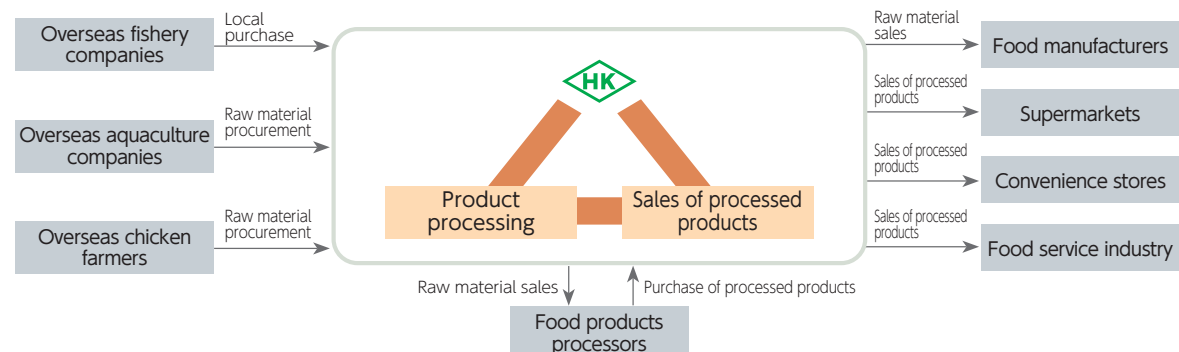 Overseas fishery
companies
Local
purchase
Overseas aquaculture
companies
Raw material
procurement
Overseas chicken
farmers
Raw material
procurement
HK
Product
processing
Sales of processed
products
Raw material
sales
Food manufacturers
Sales of processed
products
Supermarkets
Sales of processed
products
Convenience stores
Sales of processed
products
Food service industry
Raw material sales
Purchase of processed products
Food products
processors